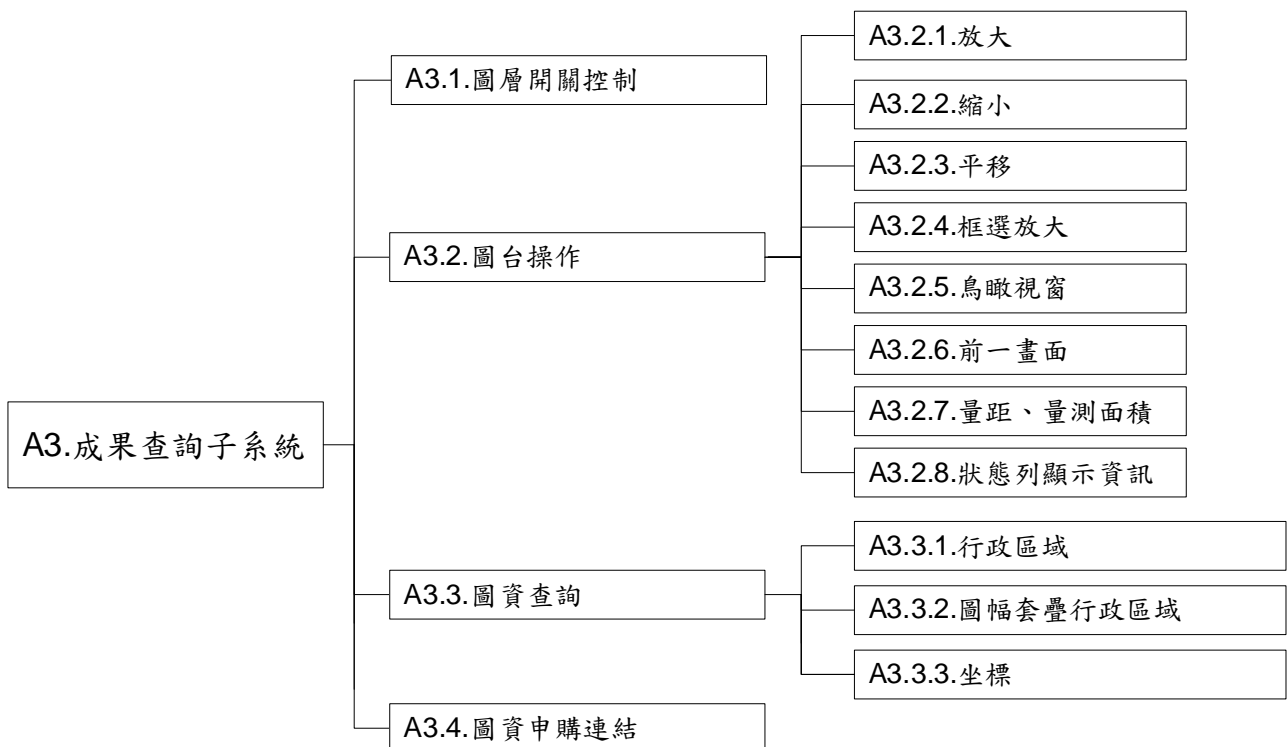 A3.成果查詢子系統
A3.1.圖層開關控制
A3.2.圖台操作
A3.2.1.放大
A3.2.2.縮小
A3.2.3.平移
A3.2.4.框選放大
A3.2.5.鳥瞰視窗
A3.2.6.前一畫面
A3.2.7.量距、量測面積
A3.2.8.狀態列顯示資訊
A3.3.圖資查詢
A3.3.1.行政區域
A3.3.2.圖幅套疊行政區域
A3.3.3.坐標
A3.4.圖資申購連結